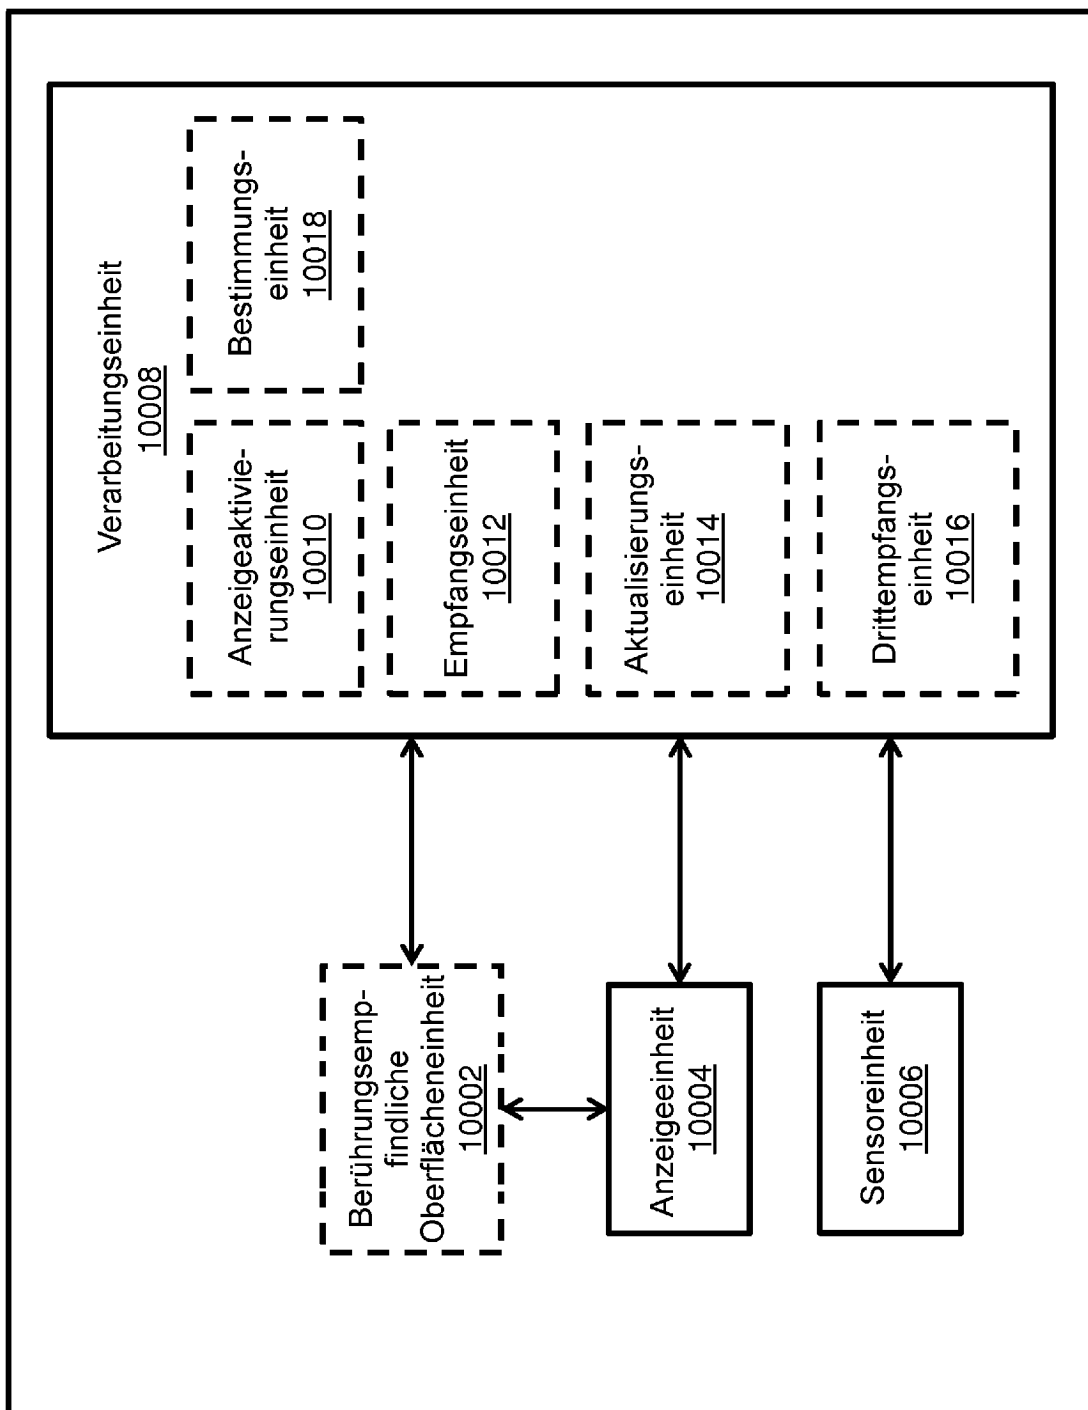 Verarbeitungseinheit
10008
Anzeigeaktivie-
rungseinheit
10010
Bestimmungs-
einheit
10018
Empfangseinheit
10012
Aktualisierungs-
einheit
10014
Drittempfangs-
einheit
10016
Berührungsemp-
findliche
Oberflächeneinheit
10002
Anzeigeeinheit
10004
Sensoreinheit
10006